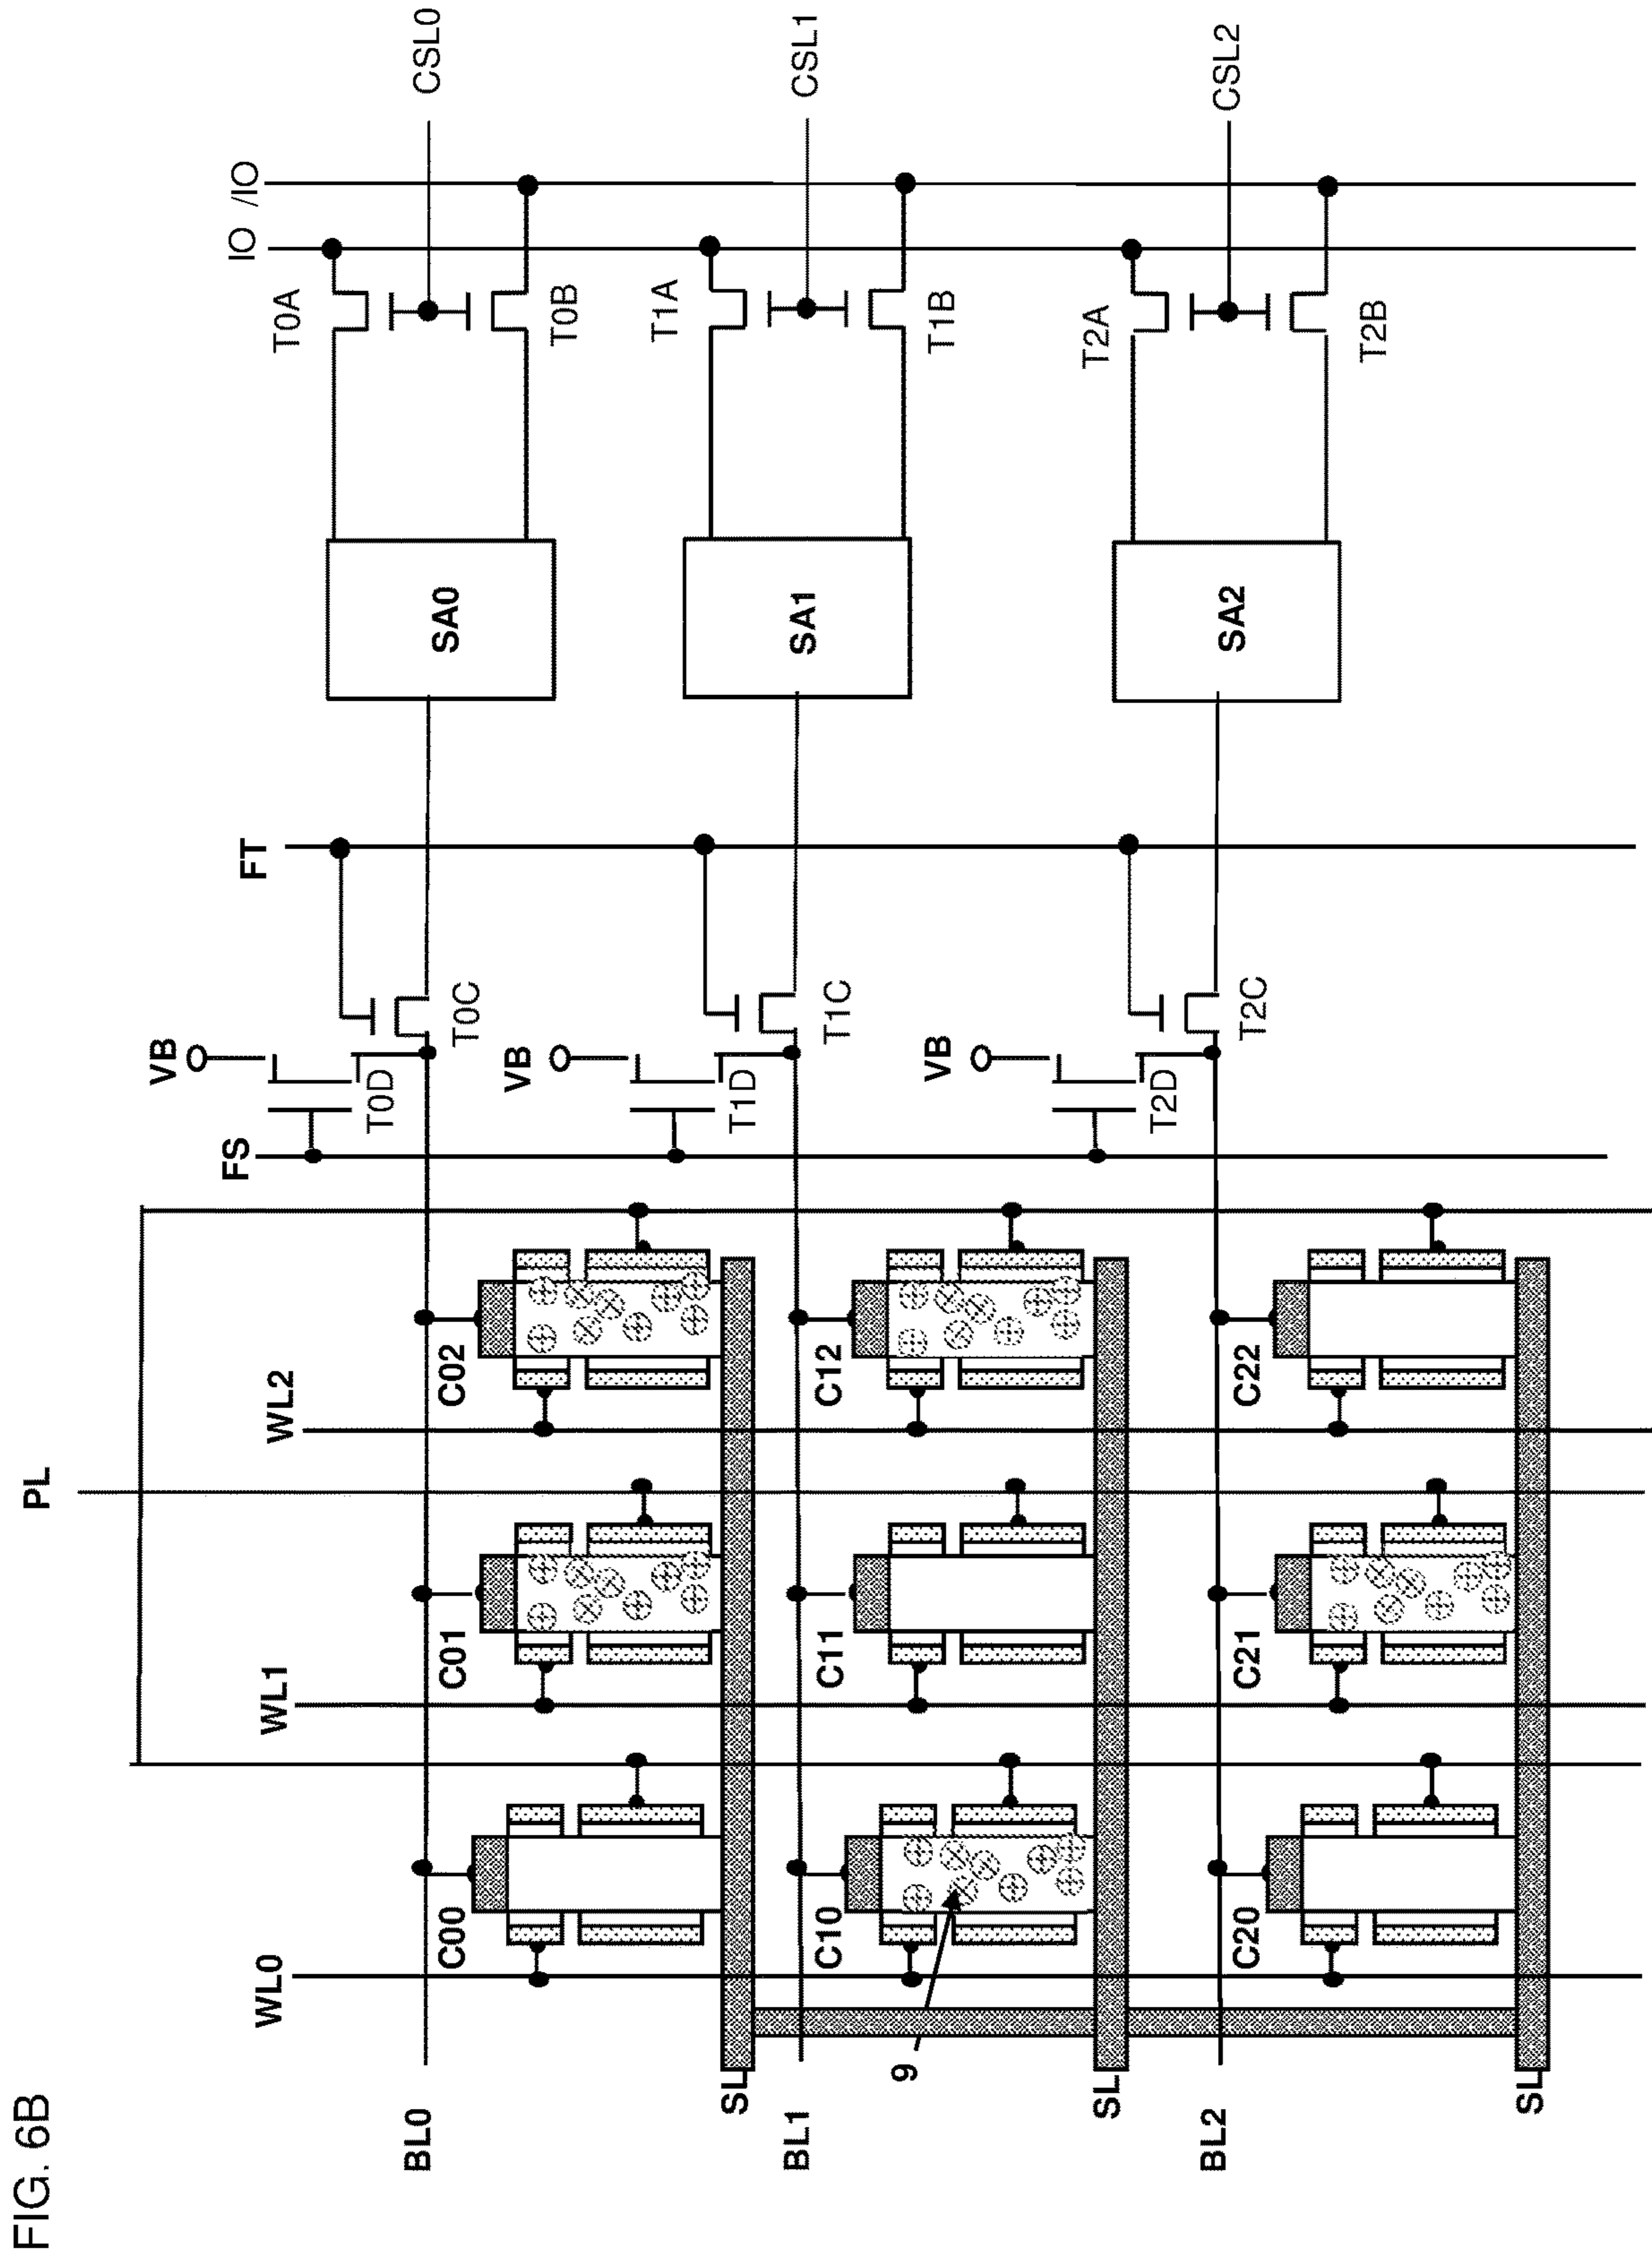 FIG. 6B
PL
WL0
WL1
WL2
FS
FT
IO
/IO
VB
T0D
T0C
T0A
T0B
CSL0
SA0
BL0
C00
C01
C02
SL
VB
T1D
T1C
T1A
T1B
CSL1
SA1
BL1
C10
C11
C12
9
SL
VB
T2D
T2C
T2A
T2B
CSL2
SA2
BL2
C20
C21
C22
SL